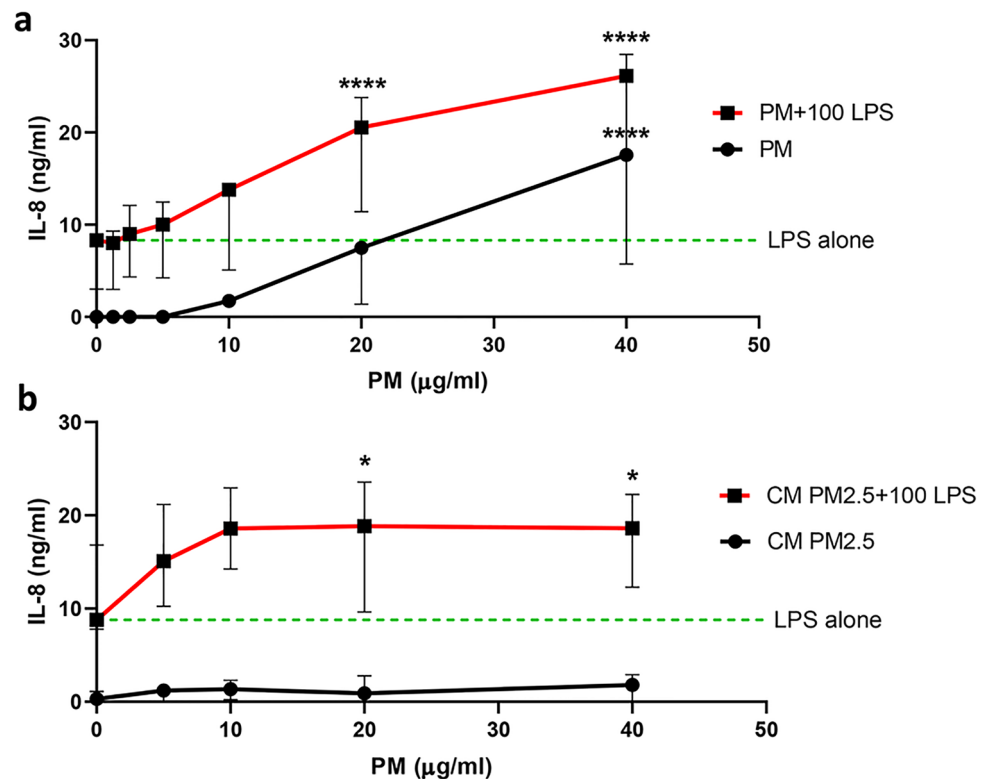 a
30
20
10
0
IL-8 (ng/ml)
****
****
****
PM+100 LPS
PM
LPS alone
0 10 20 30 40 50
PM (μg/ml)
b
30
20
10
0
IL-8 (ng/ml)
*
*
CM PM2.5+100 LPS
CM PM2.5
LPS alone
0 10 20 30 40 50
PM (μg/ml)